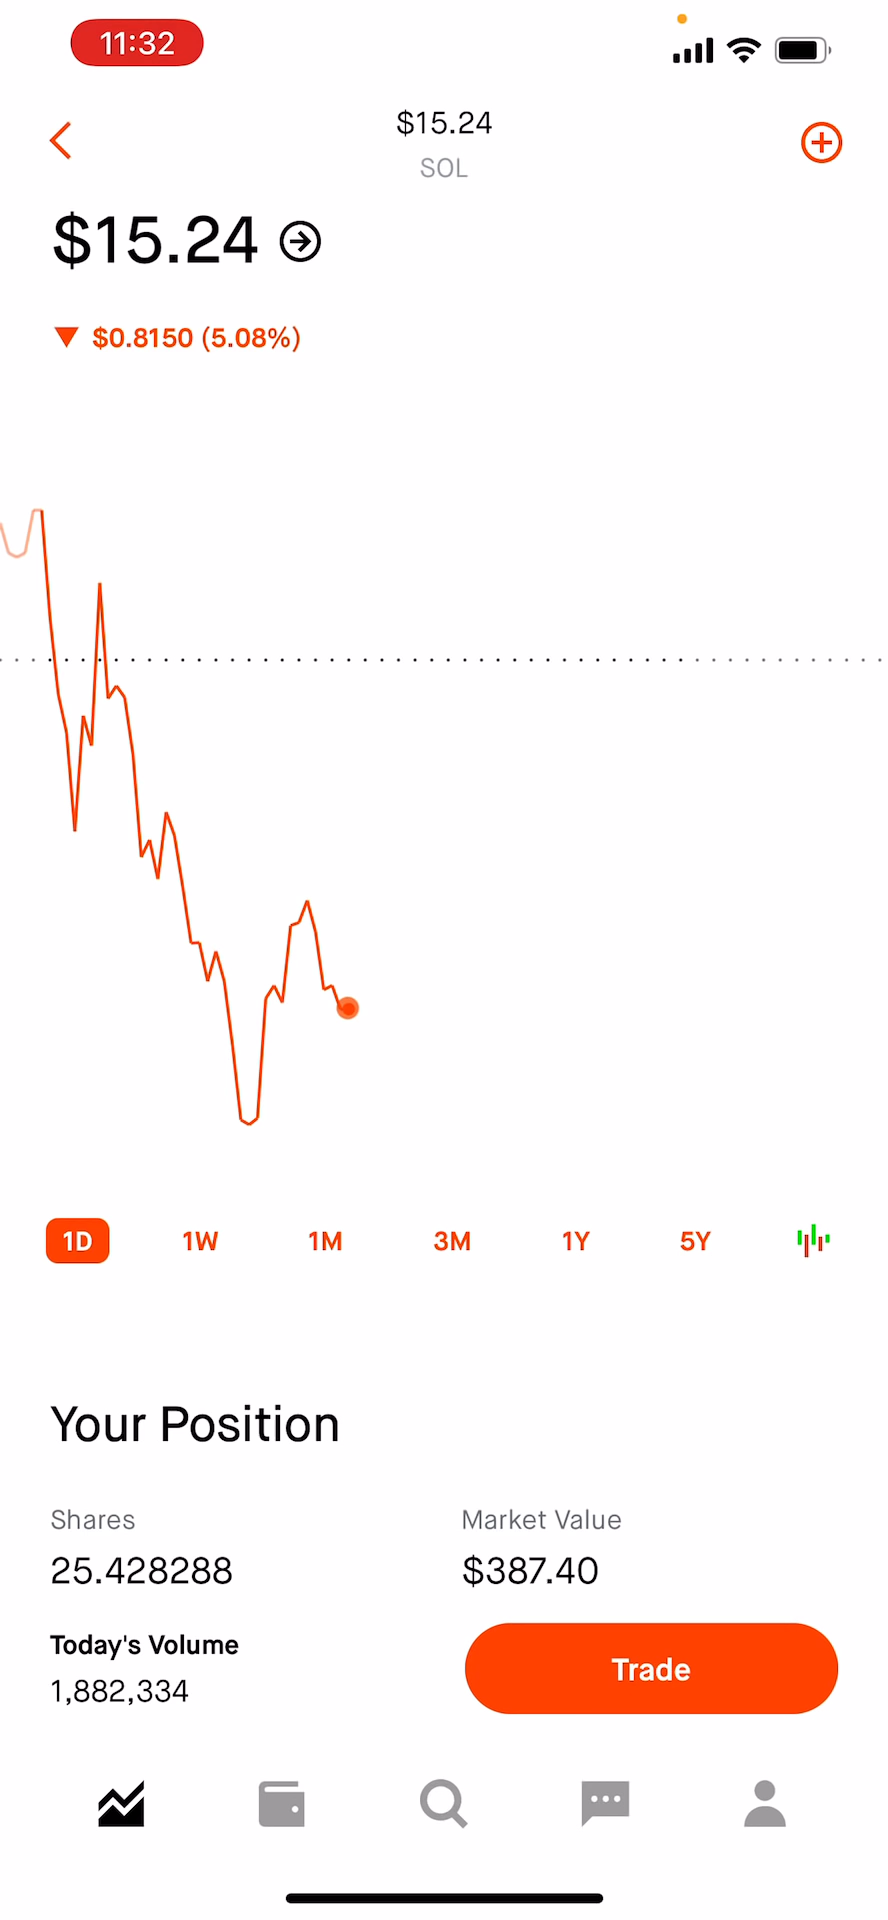 11:32
$15.24
SOL
$15.24
$0.8150 (5.08%)
1D 1W 1M 3M 1Y 5Y
Your Position
Shares Market Value
25.428288 $387.40
Today's Volume
1,882,334
Trade